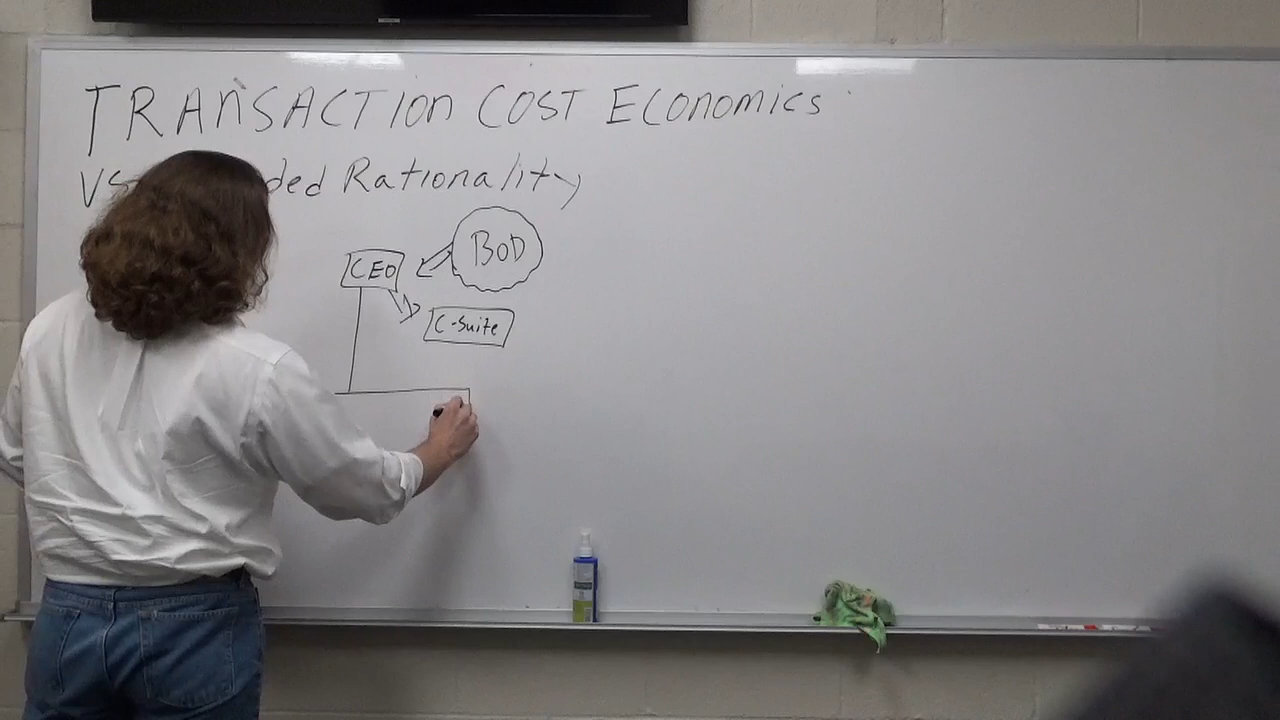 TRANSACTION COST ECONOMICS
VS ded Rationality
BOD
CEO
C-Suite